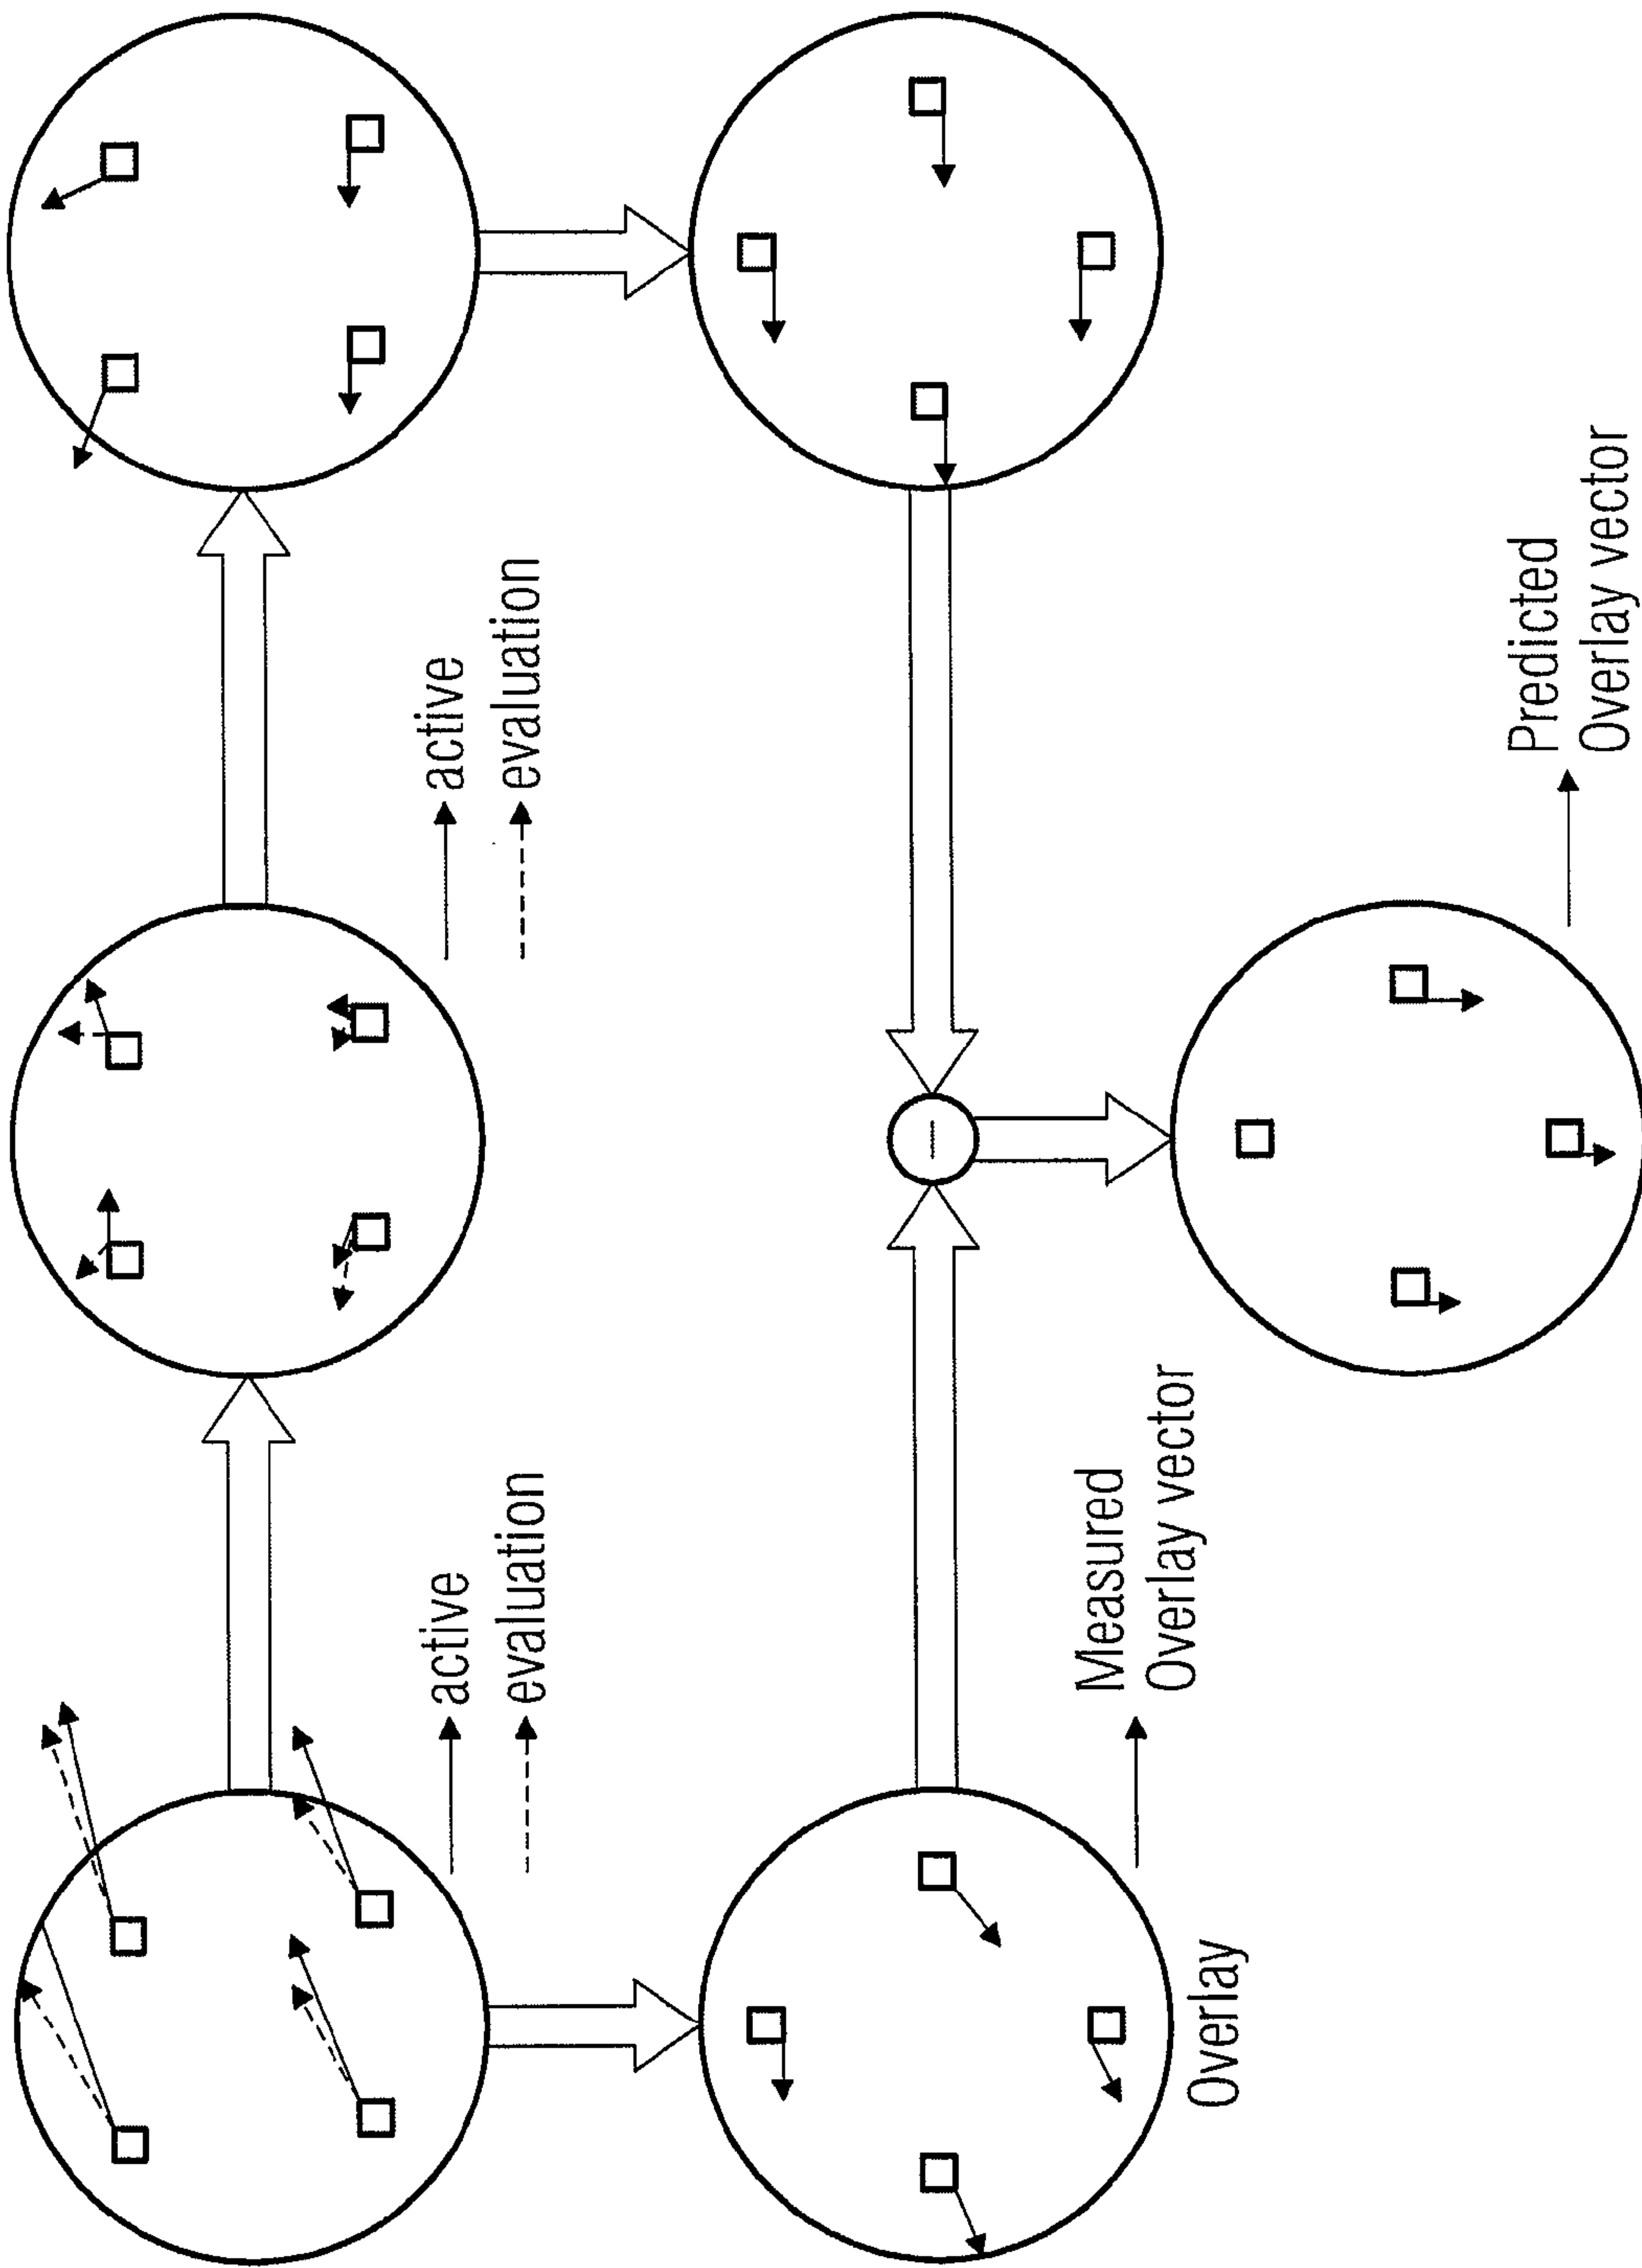 active
evaluation
active
evaluation
Measured
Overlay vector
Overlay
Predicted
Overlay vector